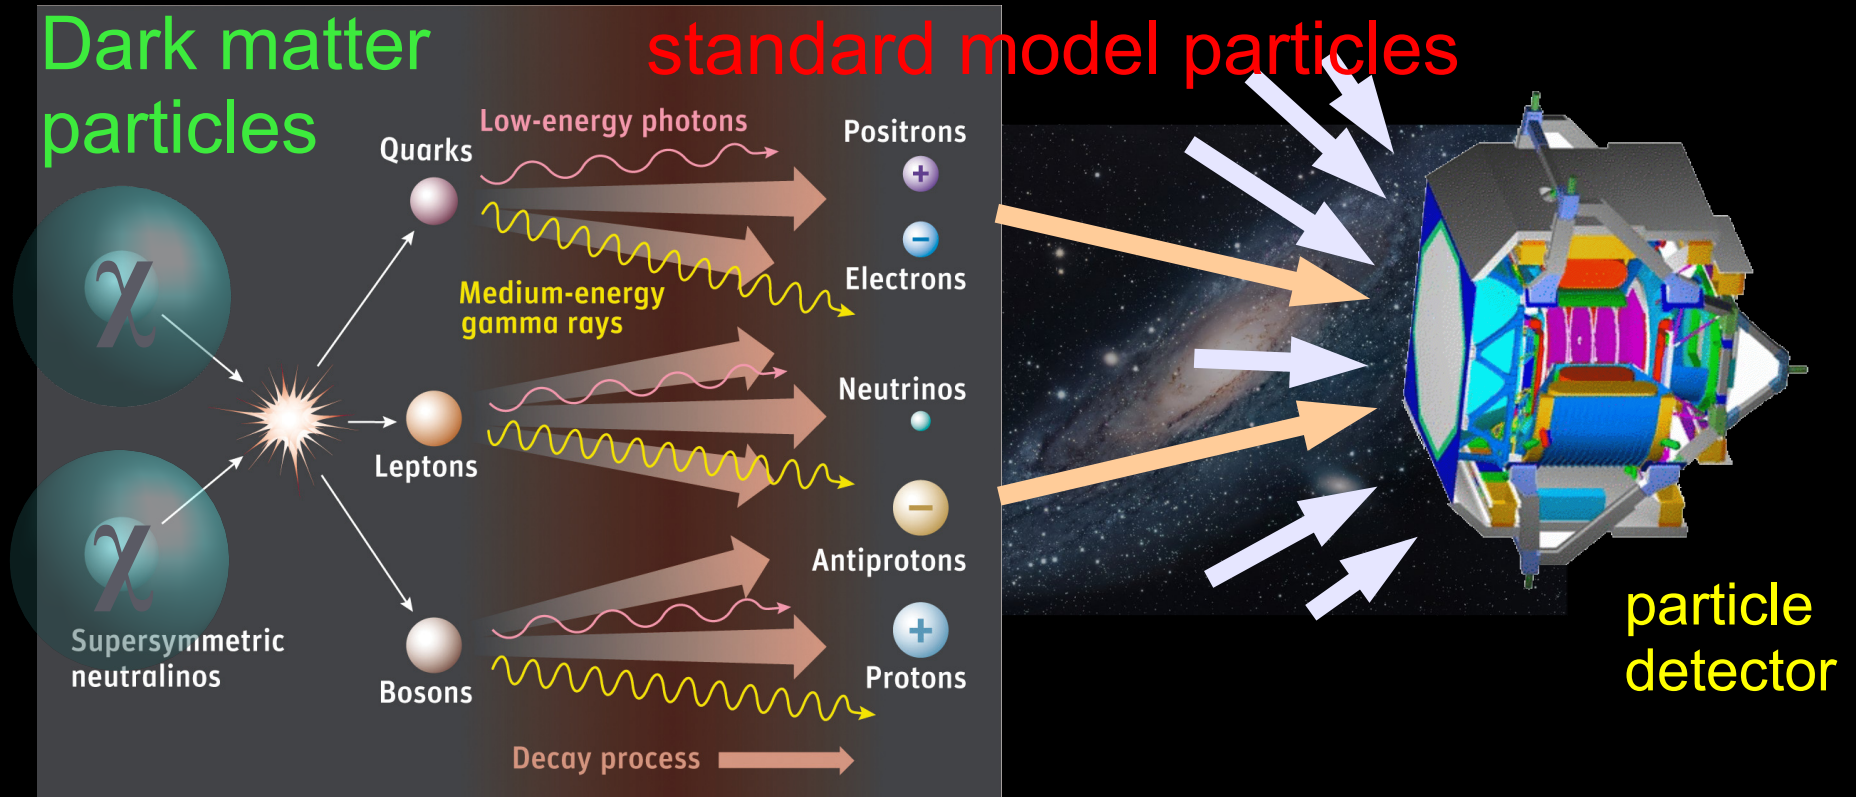 Dark matter
particles
standard model particles
Low-energy photons
Quarks
Positrons
+
−
Electrons
Medium-energy
gamma rays
χ
Neutrinos
Leptons
−
Antiprotons
χ
+
Protons
Supersymmetric
neutralinos
Bosons
Decay process
particle
detector